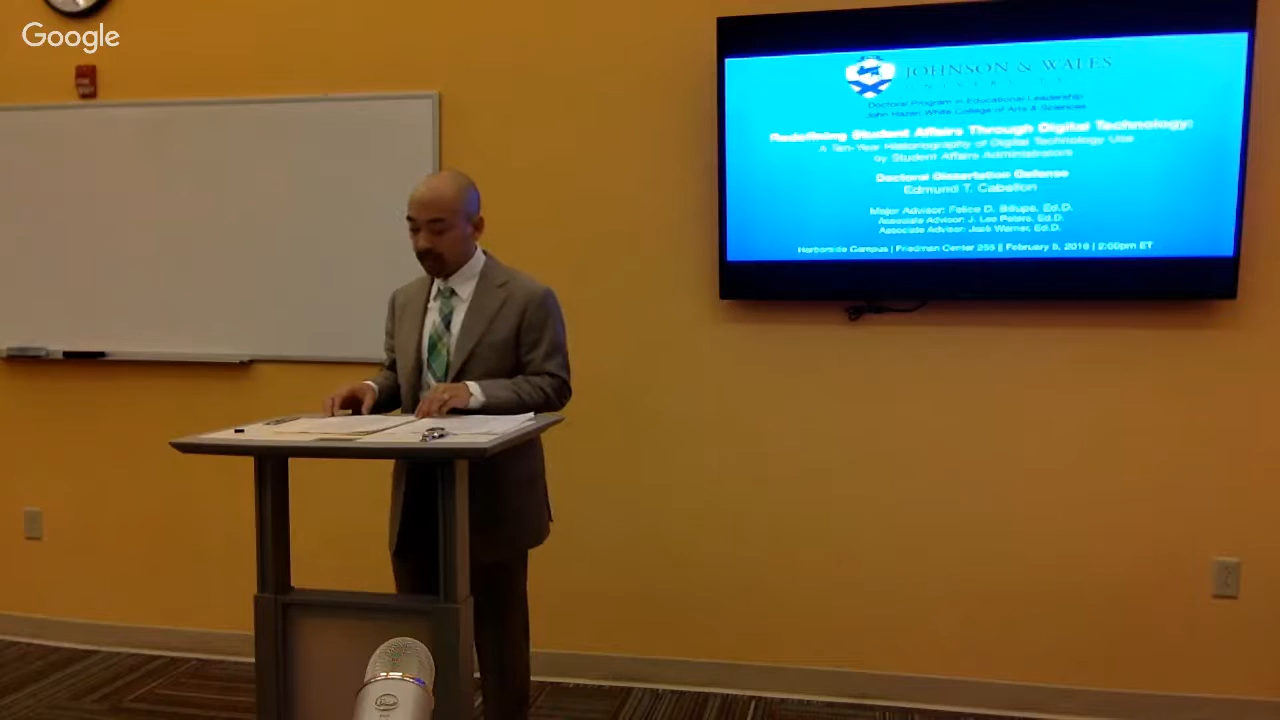 Google
JOHNSON & WALES
UNIVERSITY
Doctoral Program in Educational Leadership
John Hazen White College of Arts & Sciences
Redefining Student Affairs Through Digital Technology:
A Ten-Year Historiography of Digital Technology Use
by Student Affairs Administrators
Doctoral Dissertation Defense
Edmund T. Cabellon
Major Advisor: Felice D. Billups, Ed.D.
Associate Advisor: J. Lee Peters, Ed.D.
Associate Advisor: Jack Warner, Ed.D.
Harborside Campus | Friedman Center 255 || February 5, 2016 | 2:00pm ET